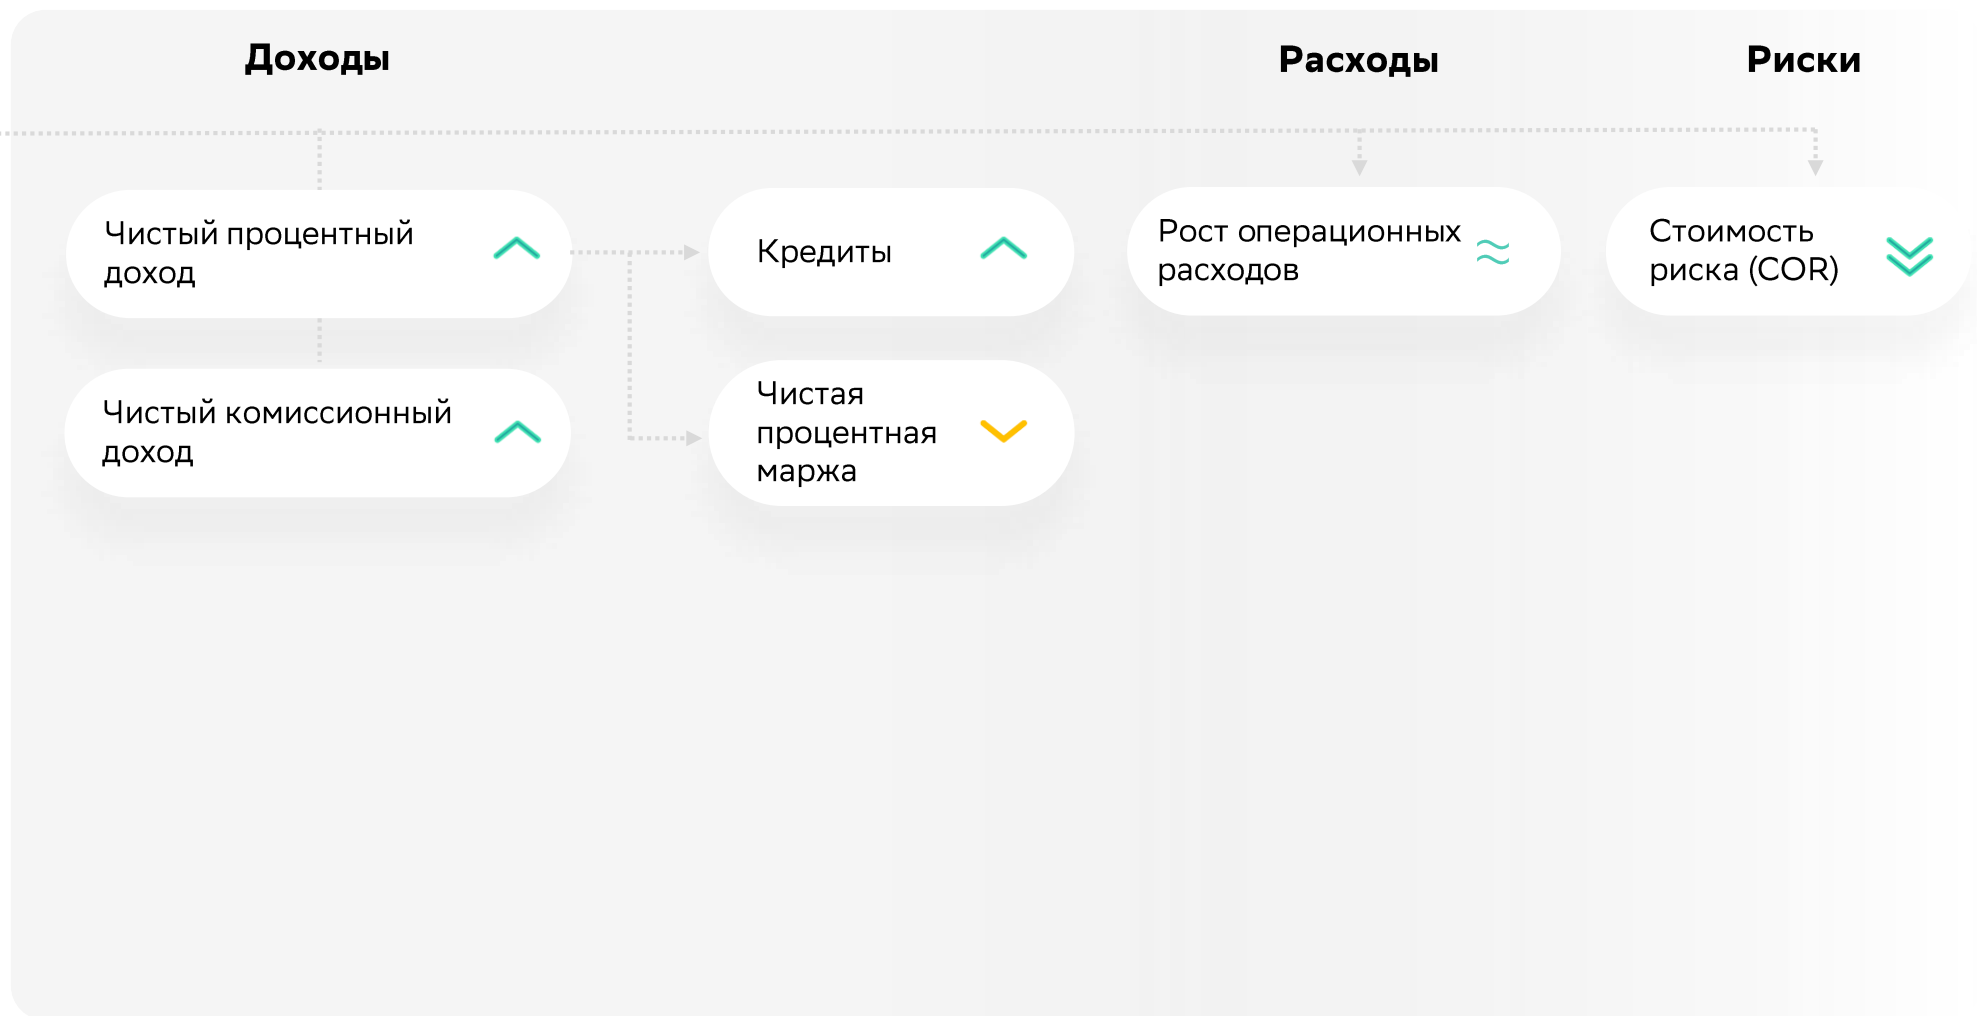 Доходы
Расходы
Риски
Чистый процентный
доход
Кредиты
Рост операционных
расходов
≈
Стоимость
риска (COR)
Чистый комиссионный
доход
Чистая
процентная
маржа